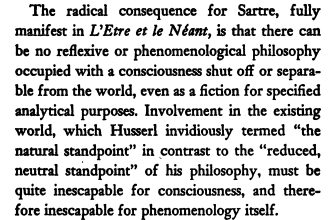 The radical consequence for Sartre, fully
manifest in L'Etre et le Néant, is that there can
be no reflexive or phenomenological philosophy
occupied with a consciousness shut off or separa-
ble from the world, even as a fiction for specified
analytical purposes. Involvement in the existing
world, which Husserl invidiously termed "the
natural standpoint" in contrast to the "reduced,
neutral standpoint" of his philosophy, must be
quite inescapable for consciousness, and there-
fore inescapable for phenomenology itself.